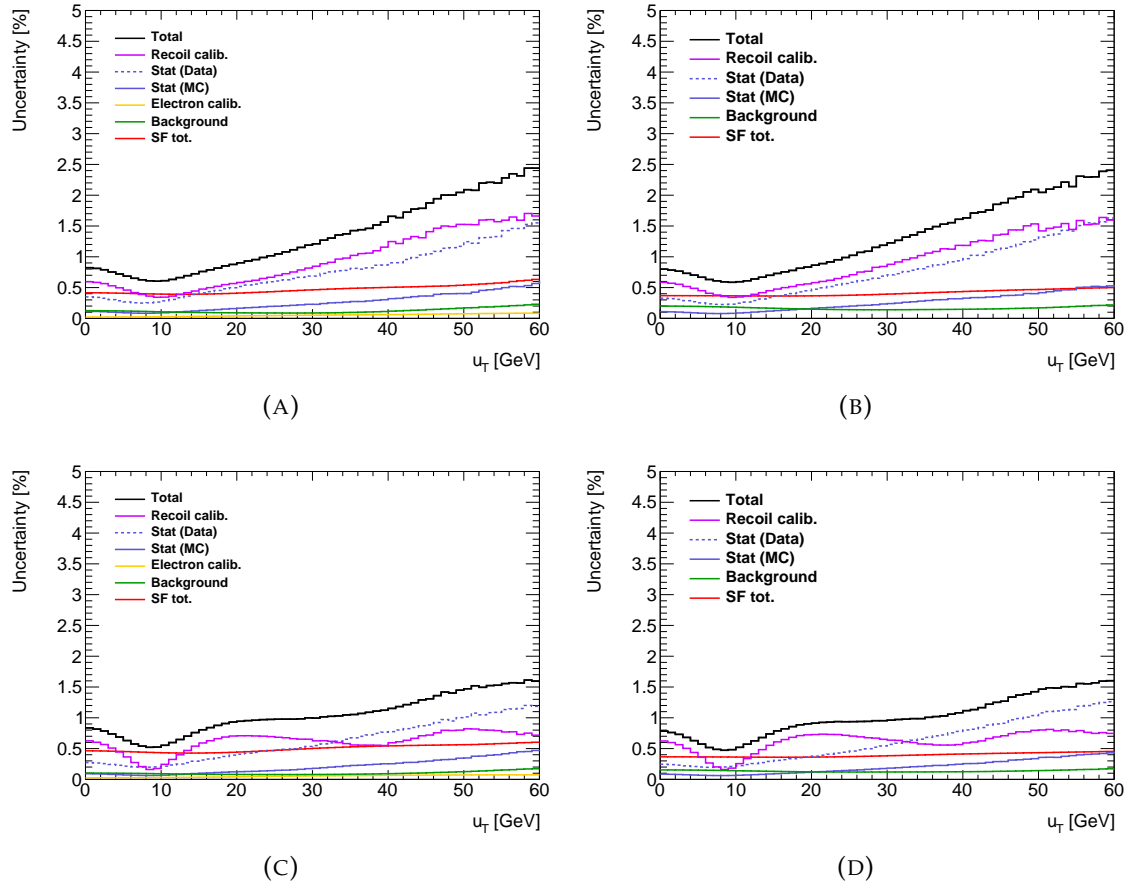 Uncertainty [%]
5
4.5
4
3.5
3
2.5
2
1.5
1
0.5
0
Total
Recoil calib.
Stat (Data)
Stat (MC)
Electron calib.
Background
SF tot.
0 10 20 30 40 50 60
u_T [GeV]
(A)
Uncertainty [%]
5
4.5
4
3.5
3
2.5
2
1.5
1
0.5
0
Total
Recoil calib.
Stat (Data)
Stat (MC)
Background
SF tot.
0 10 20 30 40 50 60
u_T [GeV]
(B)
Uncertainty [%]
5
4.5
4
3.5
3
2.5
2
1.5
1
0.5
0
Total
Recoil calib.
Stat (Data)
Stat (MC)
Electron calib.
Background
SF tot.
0 10 20 30 40 50 60
u_T [GeV]
(C)
Uncertainty [%]
5
4.5
4
3.5
3
2.5
2
1.5
1
0.5
0
Total
Recoil calib.
Stat (Data)
Stat (MC)
Background
SF tot.
0 10 20 30 40 50 60
u_T [GeV]
(D)